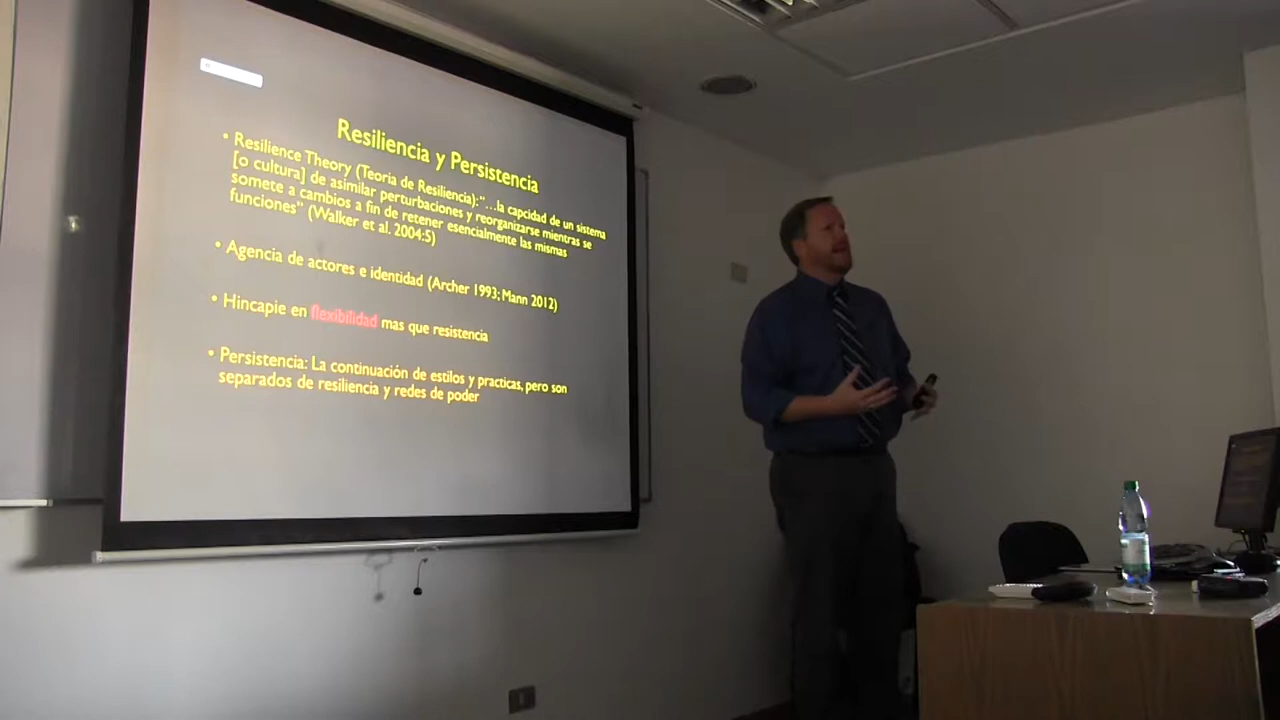 Resiliencia y Persistencia
• Resilience Theory (Teoria de Resiliencia): "…la capcidad de un sistema
[o cultura] de asimilar perturbaciones y reorganizarse mientras se
somete a cambios a fin de retener esencialmente las mismas
funciones" (Walker et al. 2004:5)
• Agencia de actores e identidad (Archer 1993; Mann 2012)
• Hincapie en flexibilidad mas que resistencia
• Persistencia: La continuación de estilos y practicas, pero son
separados de resiliencia y redes de poder